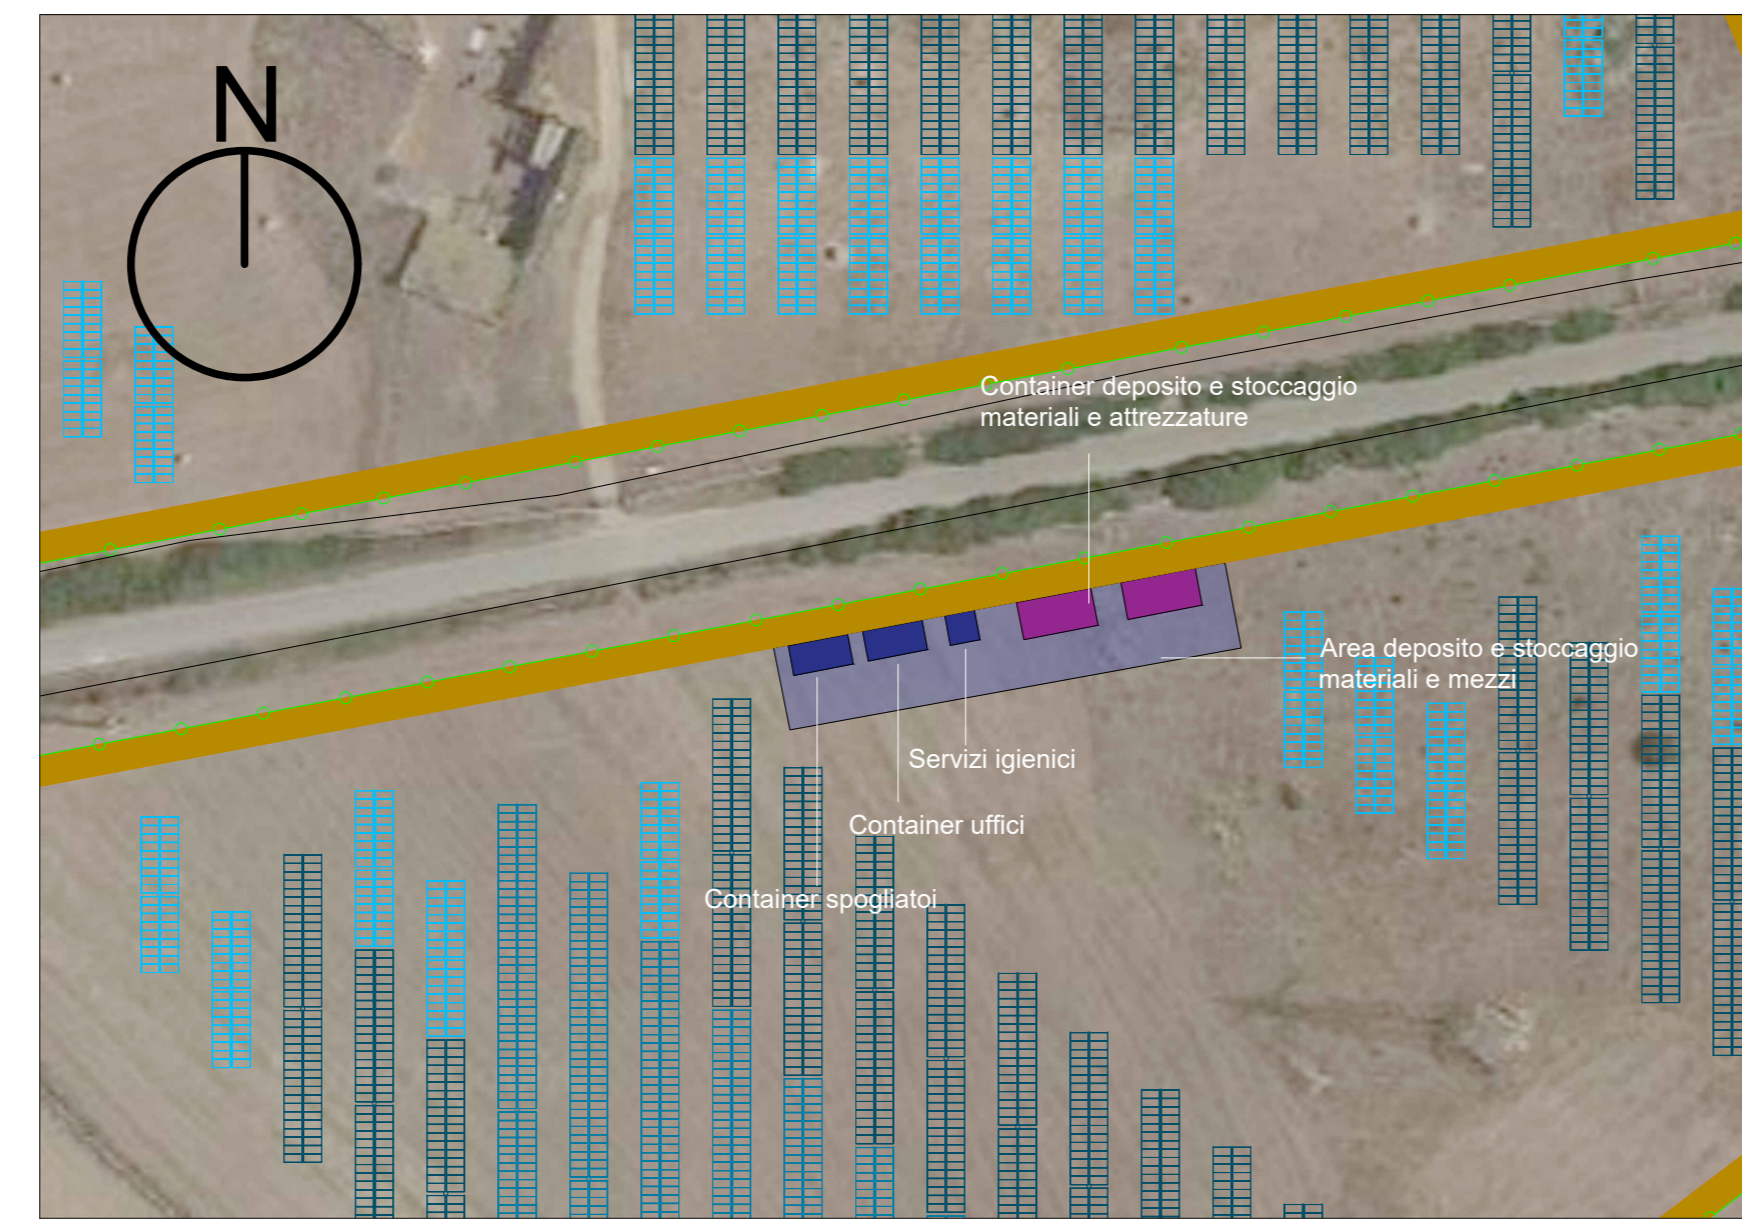 N
Container deposito e stoccaggio
materiali e attrezzature
Area deposito e stoccaggio
materiali e mezzi
Servizi igienici
Container uffici
Container spogliatoi